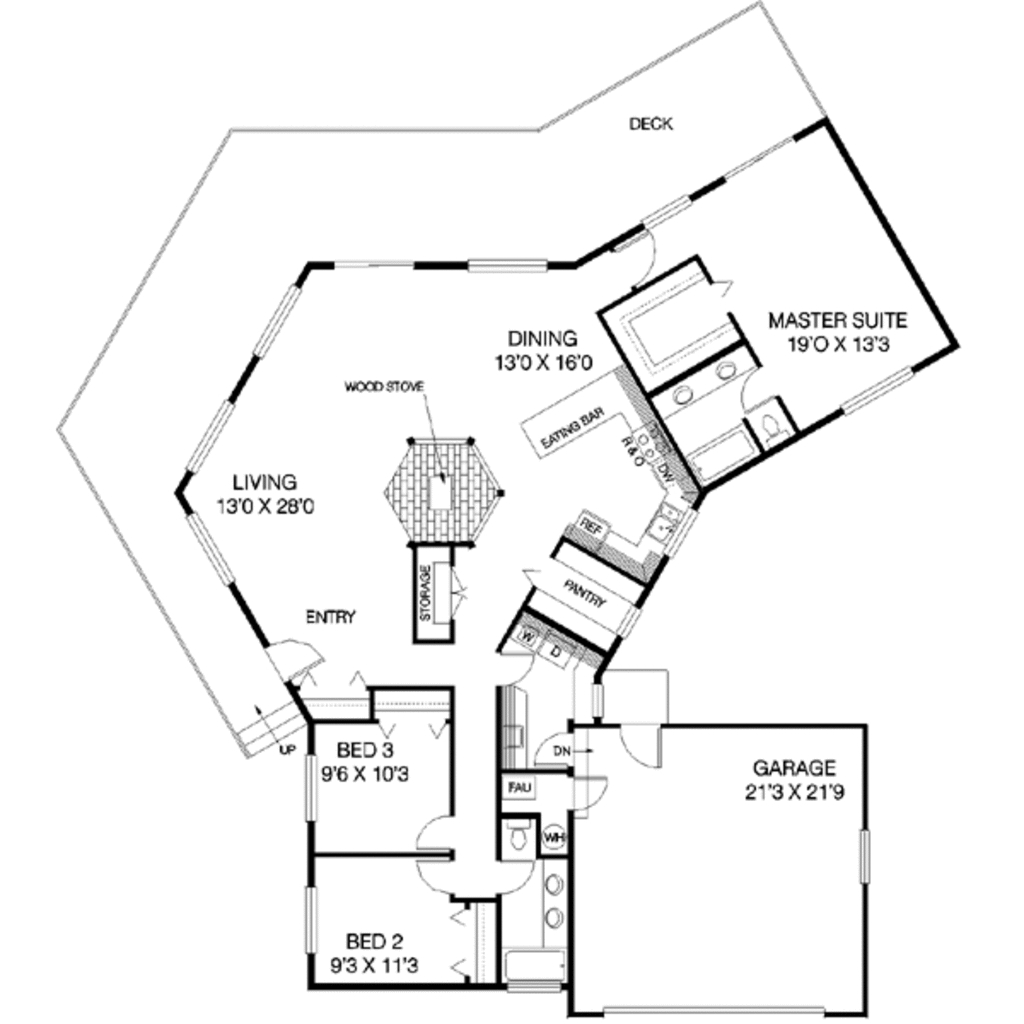 DECK
MASTER SUITE
19'0 X 13'3
DINING
13'0 X 16'0
WOOD STOVE
EATING BAR
R & O
DW
LIVING
13'0 X 28'0
REF
STORAGE
PANTRY
ENTRY
W
D
UP
BED 3
9'6 X 10'3
DN
GARAGE
21'3 X 21'9
FAU
WH
BED 2
9'3 X 11'3